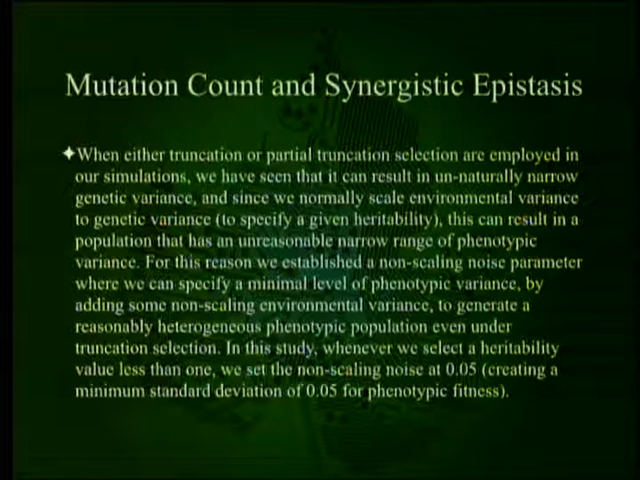 Mutation Count and Synergistic Epistasis
✦When either truncation or partial truncation selection are employed in
our simulations, we have seen that it can result in un-naturally narrow
genetic variance, and since we normally scale environmental variance
to genetic variance (to specify a given heritability), this can result in a
population that has an unreasonable narrow range of phenotypic
variance. For this reason we established a non-scaling noise parameter
where we can specify a minimal level of phenotypic variance, by
adding some non-scaling environmental variance, to generate a
reasonably heterogeneous phenotypic population even under
truncation selection. In this study, whenever we select a heritability
value less than one, we set the non-scaling noise at 0.05 (creating a
minimum standard deviation of 0.05 for phenotypic fitness).